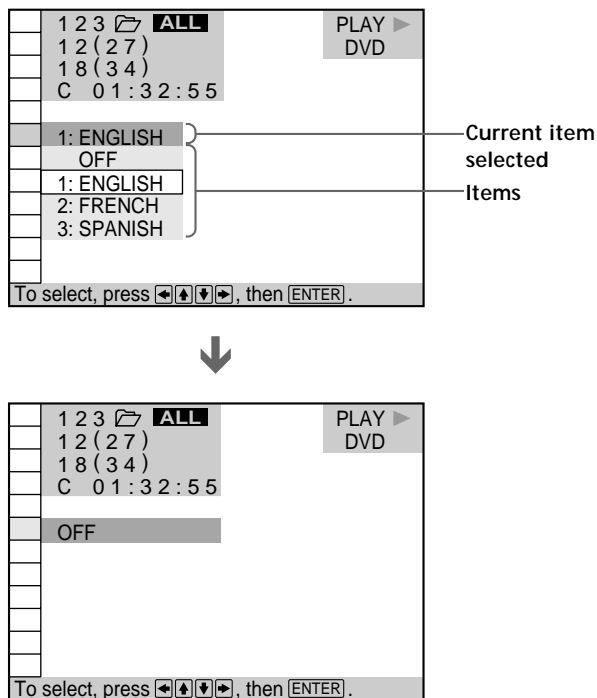 1 2 3 ALL PLAY
1 2 ( 2 7 ) DVD
1 8 ( 3 4 )
C 0 1 : 3 2 : 5 5
1: ENGLISH
OFF
1: ENGLISH
2: FRENCH
3: SPANISH
Current item
selected
Items
To select, press , then ENTER .
1 2 3 ALL PLAY
1 2 ( 2 7 ) DVD
1 8 ( 3 4 )
C 0 1 : 3 2 : 5 5
OFF
To select, press , then ENTER .